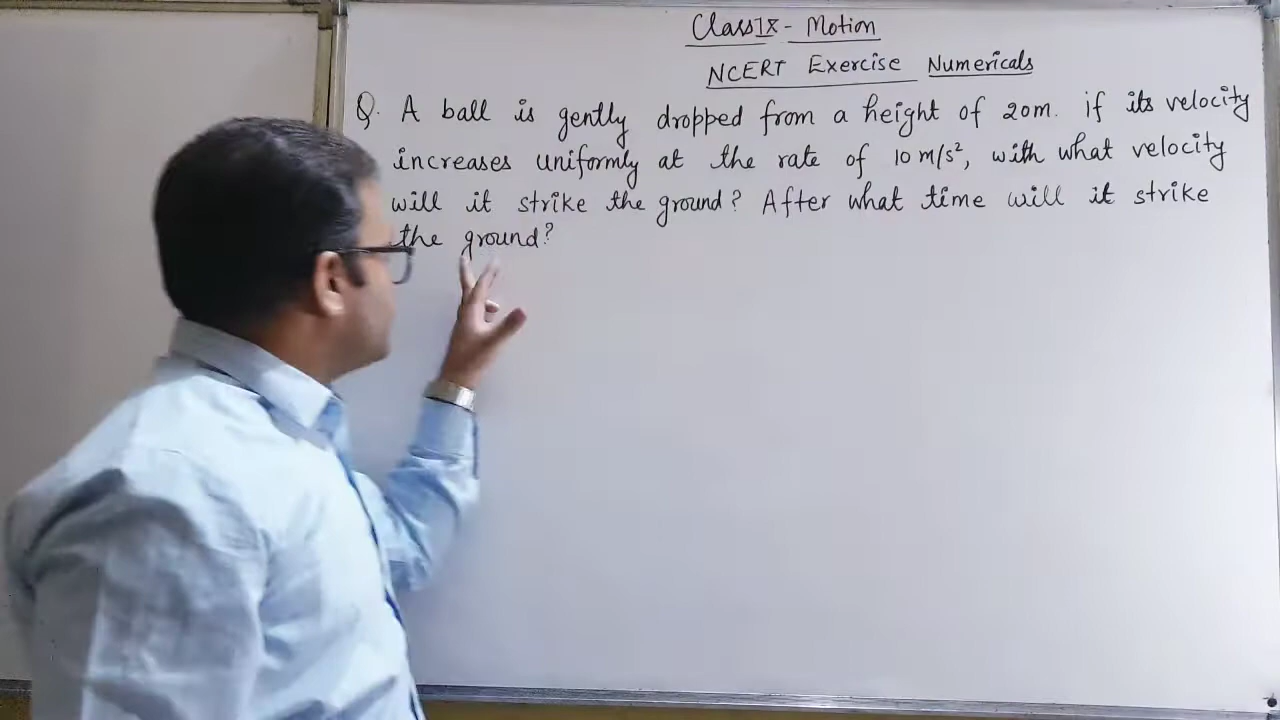 Class IX - Motion
NCERT Exercise Numericals
Q. A ball is gently dropped from a height of 20m. if its velocity
increases uniformly at the rate of 10 m/s², with what velocity
will it strike the ground? After what time will it strike
the ground?